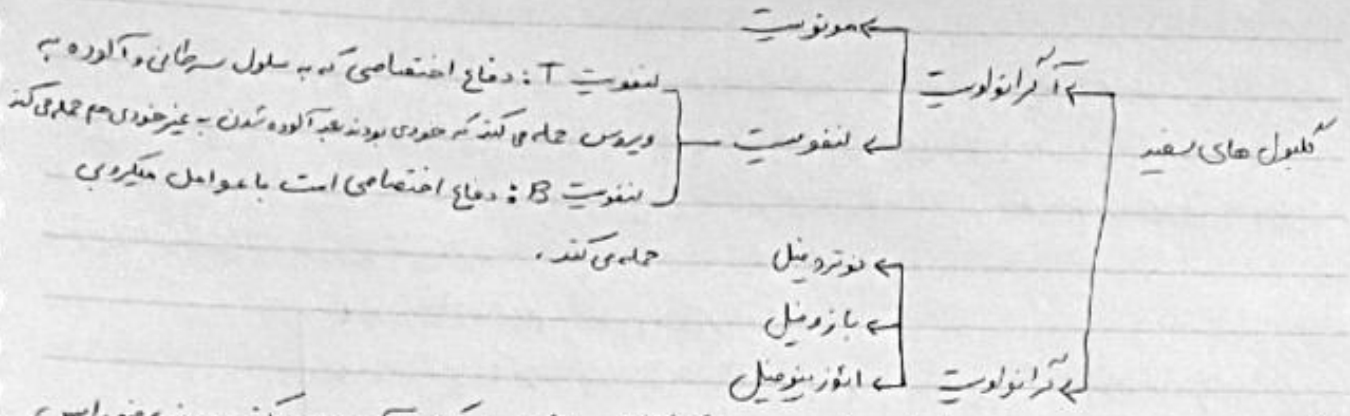 گلبول های سفید
آگرانولوسیت
مونوسیت
لنفوسیت
لنفوسیت T : دفاع اختصاصی که به سلول سرطانی و آلوده به
ویروس حمله می کند که خودی بودند بعد آلوده شدن به غیر خودی هم حمله می کند
لنفوسیت B : دفاع اختصاصی است با عوامل میکروبی
حمله می کند .
گرانولوسیت
نوتروفیل
بازوفیل
ائوزینوفیل